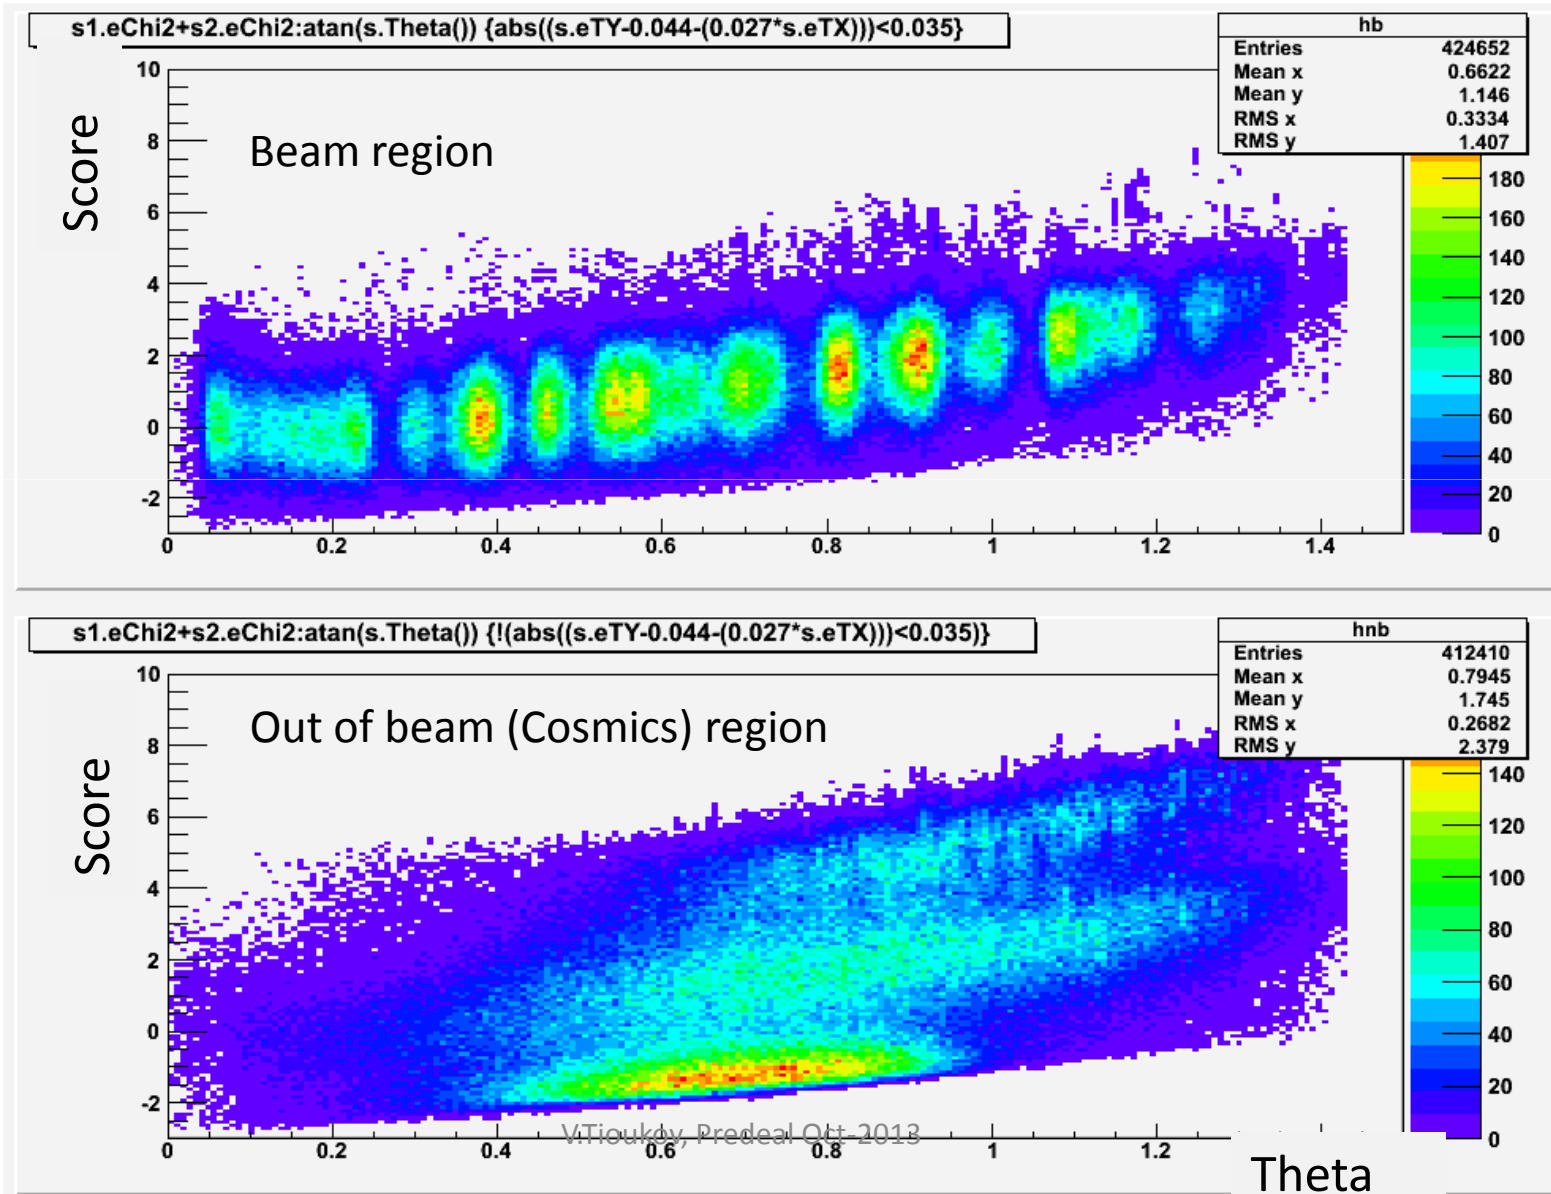 s1.eChi2+s2.eChi2:atan(s.Theta()) {abs((s.eTY-0.044-(0.027*s.eTX)))<0.035}
hb
Entries 424652
Mean x 0.6622
Mean y 1.146
RMS x 0.3334
RMS y 1.407
Score
Beam region
10
8
6
4
2
0
-2
0 0.2 0.4 0.6 0.8 1 1.2 1.4
180
160
140
120
100
80
60
40
20
0
s1.eChi2+s2.eChi2:atan(s.Theta()) {!(abs((s.eTY-0.044-(0.027*s.eTX)))<0.035)}
hnb
Entries 412410
Mean x 0.7945
Mean y 1.745
RMS x 0.2682
RMS y 2.379
Score
Out of beam (Cosmics) region
10
8
6
4
2
0
-2
0 0.2 0.4 0.6 0.8 1 1.2
140
120
100
80
60
40
20
0
V.Tioukov, Predeal Oct-2013
Theta